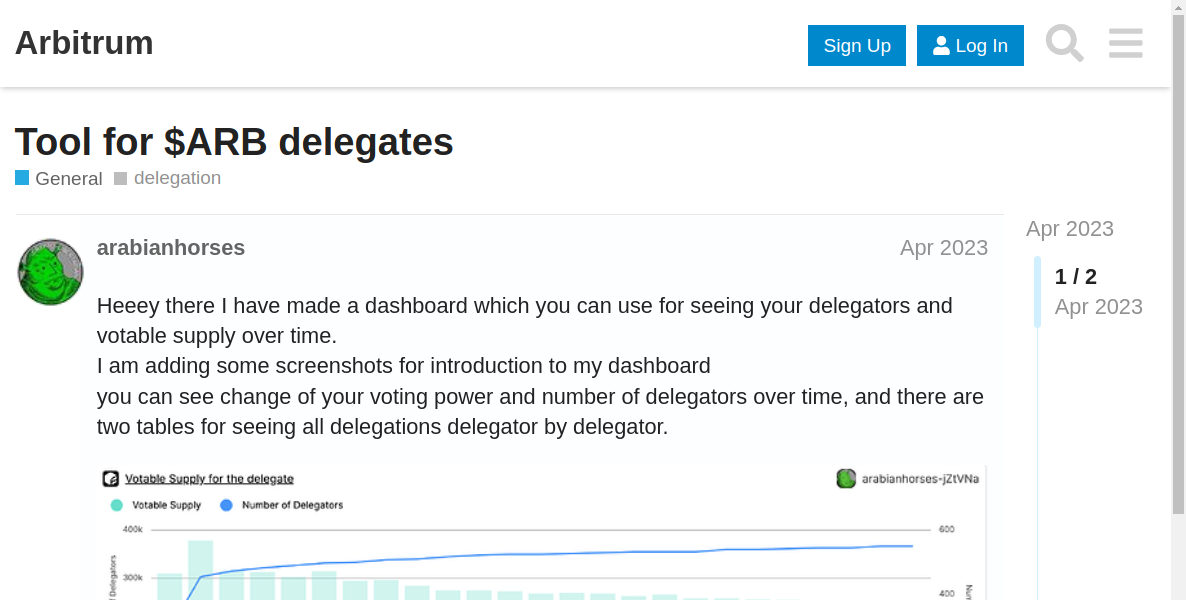 Arbitrum
Sign Up
Log In
Tool for $ARB delegates
General
delegation
Apr 2023
arabianhorses
Apr 2023
1 / 2
Apr 2023
Heeey there I have made a dashboard which you can use for seeing your delegators and
votable supply over time.
I am adding some screenshots for introduction to my dashboard
you can see change of your voting power and number of delegators over time, and there are
two tables for seeing all delegations delegator by delegator.
Votable Supply for the delegate
arabianhorses-jZtVNa
Votable Supply
Number of Delegators
400k
600
300k
400